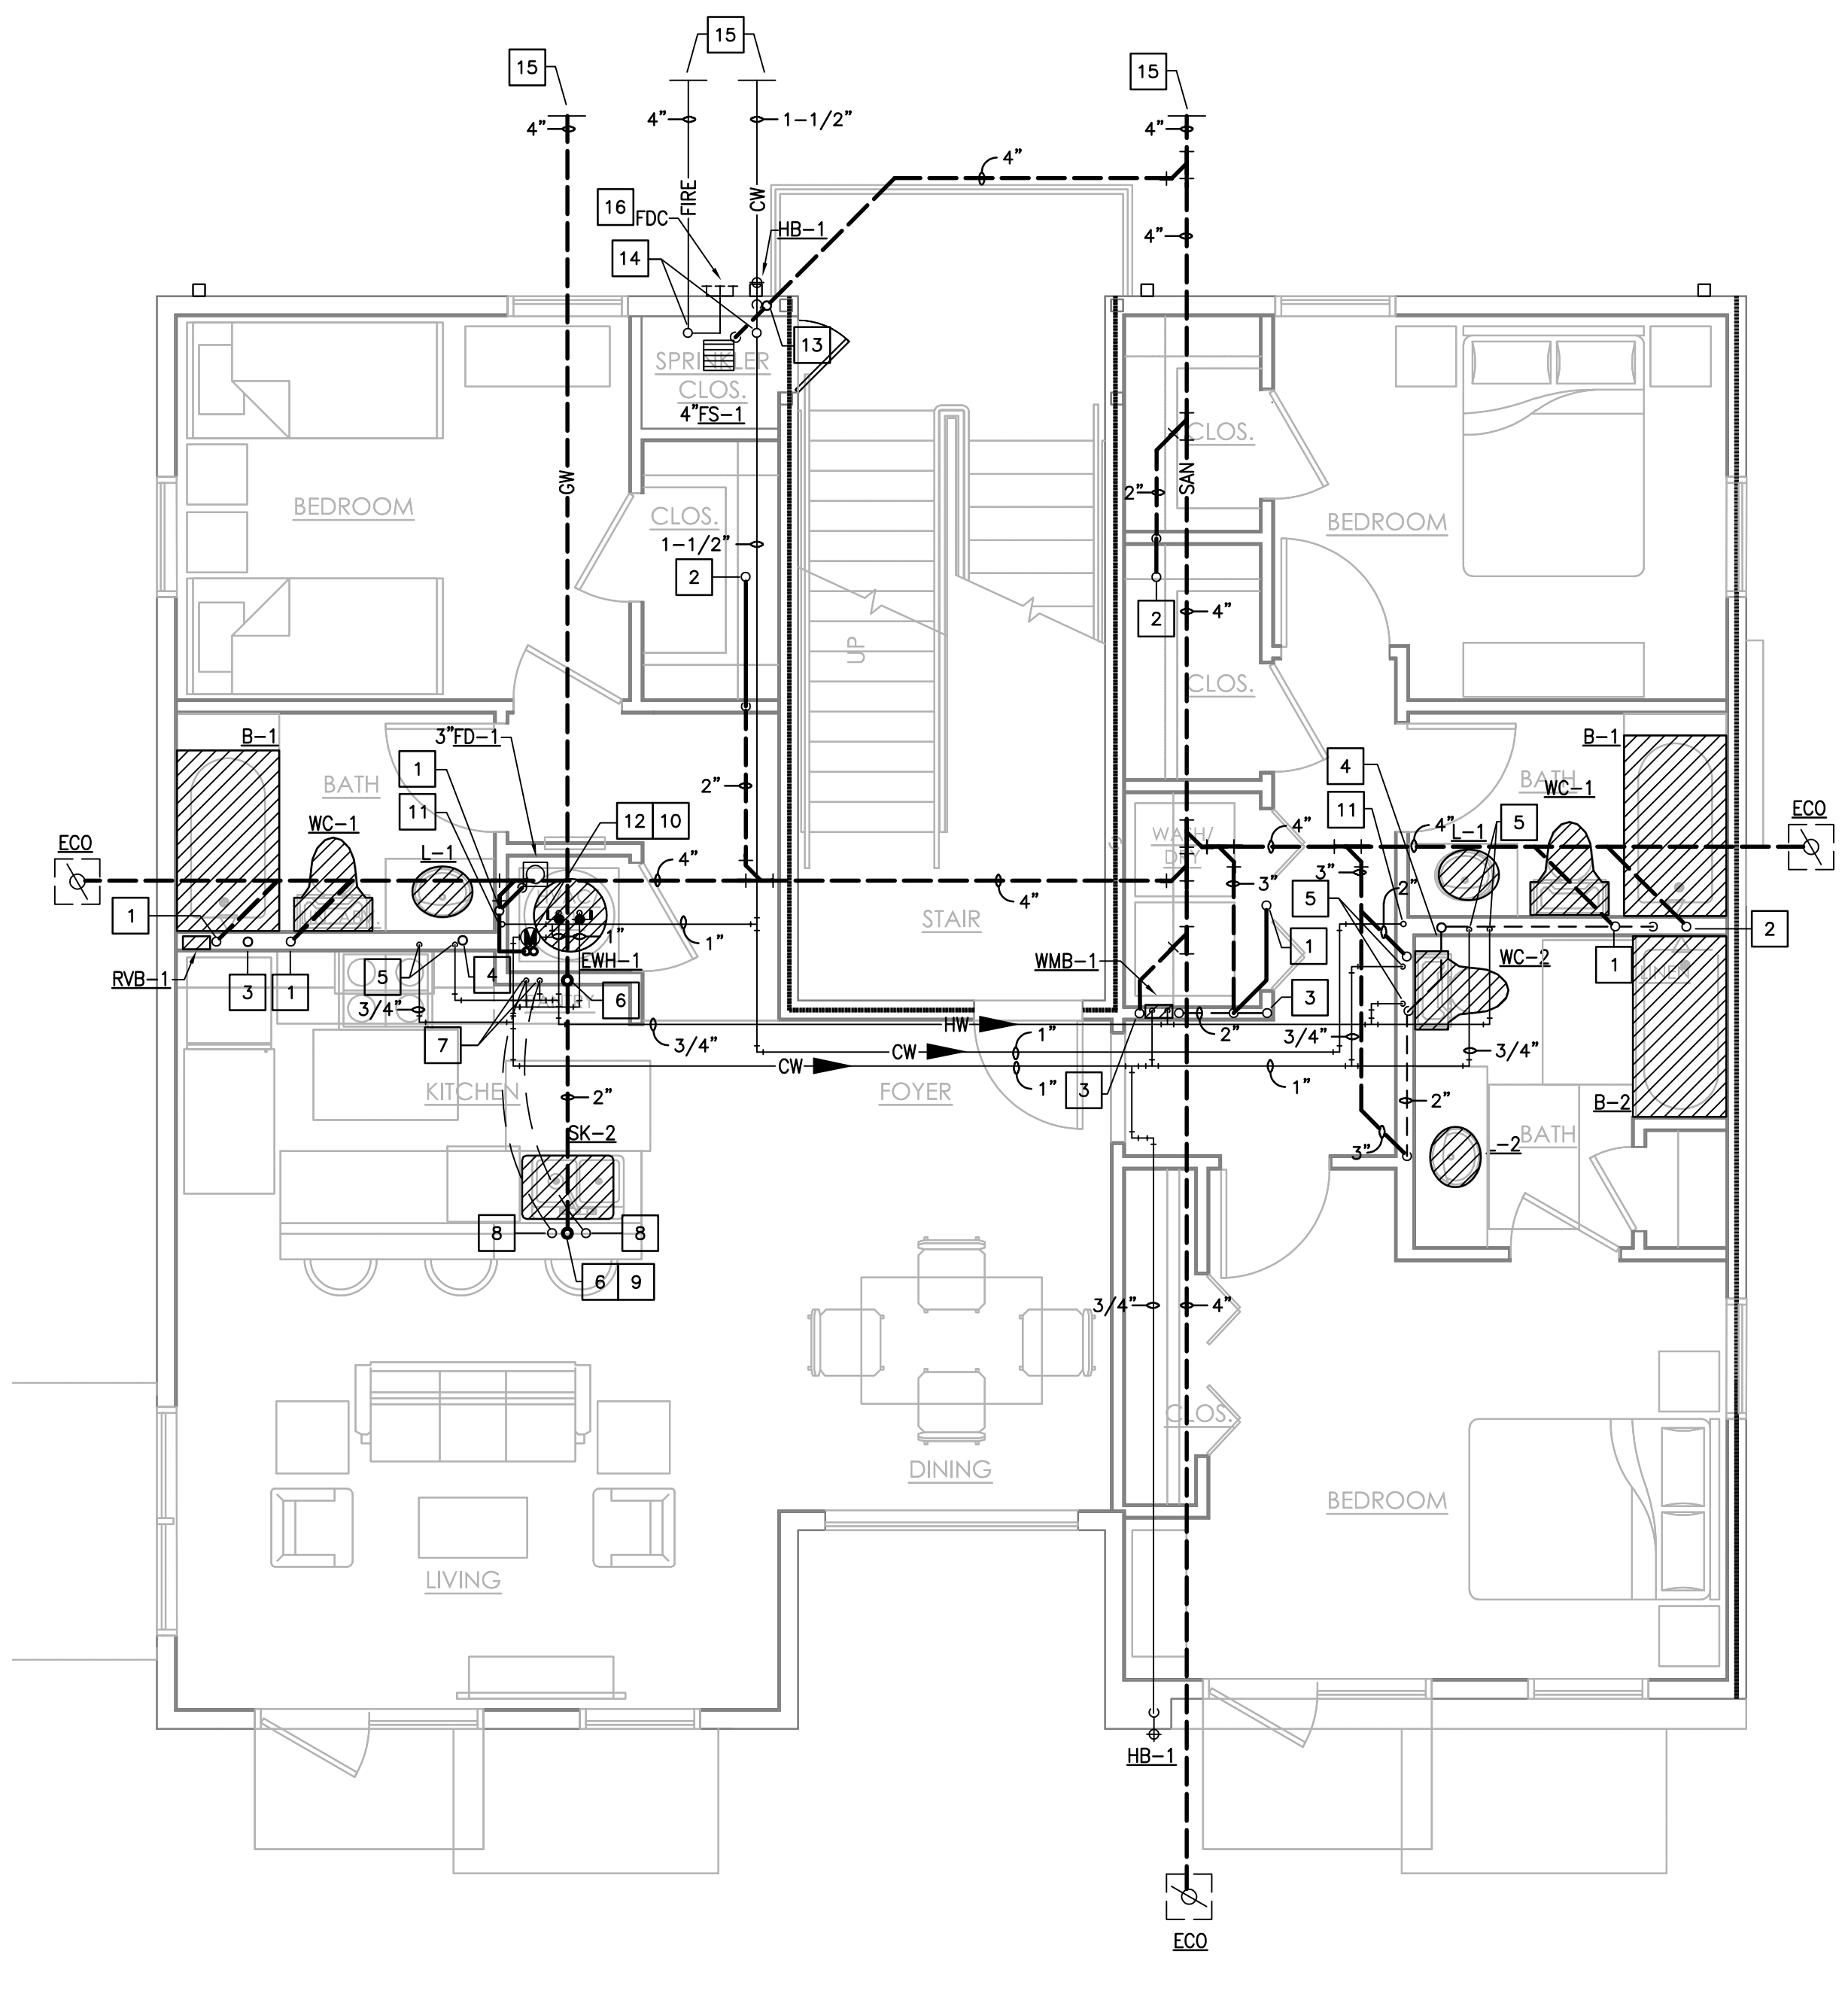 15
15
15
4"
4"
1-1/2"
4"
4"
16
FDC
FIRE
CW
HB-1
4"
14
13
SPRINKLER
CLOS.
4"FS-1
CLOS.
GW
SAN
2"
BEDROOM
CLOS.
BEDROOM
1-1/2"
2
2
4"
UP
CLOS.
B-1
3"FD-1
B-1
1
4
BATH
2"
BATH
WC-1
11
12 10
11
5
WC-1
ECO
WC-1
L-1
WASH/
DRY
4"
4"
L-1
ECO
4"
4"
3"
3"
2"
1
5
STAIR
1"
1"
1
2
RVB-1
3
1
5
4
EWH-1
6
WMB-1
3
WC-2
1
LINEN
3/4"
7
3/4"
HW
2"
3/4"
3/4"
CW
1"
CW
1"
1"
3
KITCHEN
FOYER
2"
2"
B-2
SK-2
3"
BATH
8
8
6 9
3/4"
4"
CLOS.
DINING
BEDROOM
LIVING
HB-1
ECO